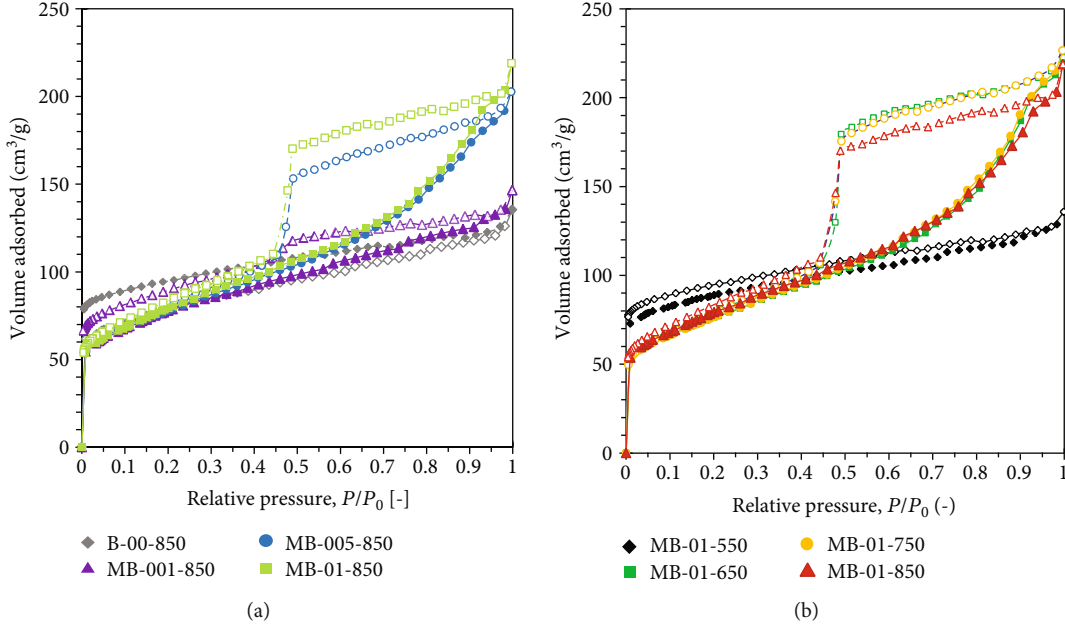 250
200
150
100
50
0
Volume adsorbed (cm³/g)
0 0.1 0.2 0.3 0.4 0.5 0.6 0.7 0.8 0.9 1
Relative pressure, P/P₀ [-]
B-00-850 MB-005-850
MB-001-850 MB-01-850
(a)
250
200
150
100
50
0
Volume adsorbed (cm³/g)
0 0.1 0.2 0.3 0.4 0.5 0.6 0.7 0.8 0.9 1
Relative pressure, P/P₀ (-)
MB-01-550 MB-01-750
MB-01-650 MB-01-850
(b)